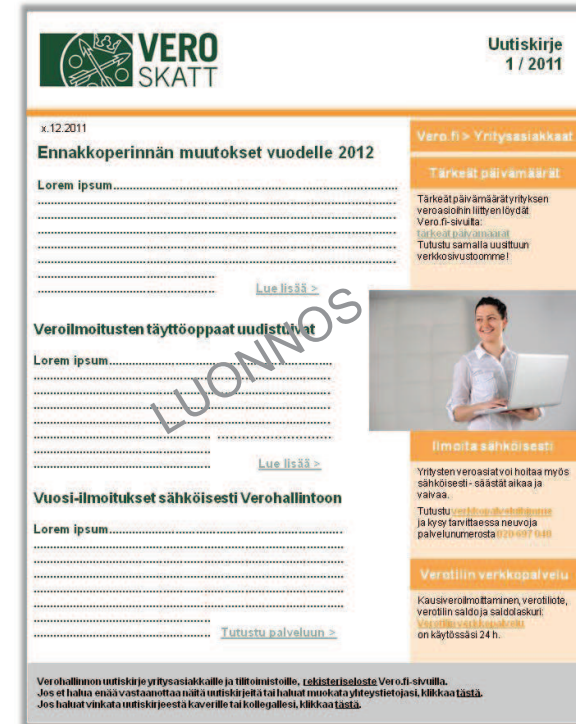 VERO
SKATT
Uutiskirje
1 / 2011
x.12.2011
Ennakkoperinnän muutokset vuodelle 2012
Lorem ipsum
Lue lisää >
Veroilmoitusten täyttöoppaat uudistuivat
Lorem ipsum
Lue lisää >
Vuosi-ilmoitukset sähköisesti Verohallintoon
Lorem ipsum
Tutustu palveluun >
LUONNOS
Vero.fi > Yritysasiakkaat
Tärkeät päivämäärät
Tärkeät päivämäärät yrityksen
veroasioihin liittyen löydät
Vero.fi-sivuilta:
tärkeät päivämäärät
Tutustu samalla uusittuun
verkkosivustoomme!
Ilmoita sähköisesti
Yritysten veroasiat voi hoitaa myös
sähköisesti - säästät aikaa ja
vaivaa.
Tutustu
ja kysy tarvittaessa neuvoja
palvelunumerosta 020 697 040
Verotilin verkkopalvelu
Kausiveroilmoittaminen, verotiliote,
verotilin saldo ja saldolaskuri:
Verotilin verkkopalvelu
on käytössäsi 24 h.
Verohallinnon uutiskirje yritysasiakkaille ja tilitoimistoille, rekisteriseloste Vero.fi-sivuilla.
Jos et halua enää vastaanottaa näitä uutiskirjeitä tai haluat muokata yhteystietojasi, klikkaa tästä.
Jos haluat vinkata uutiskirjeestä kaverille tai kollegallesi, klikkaa tästä.